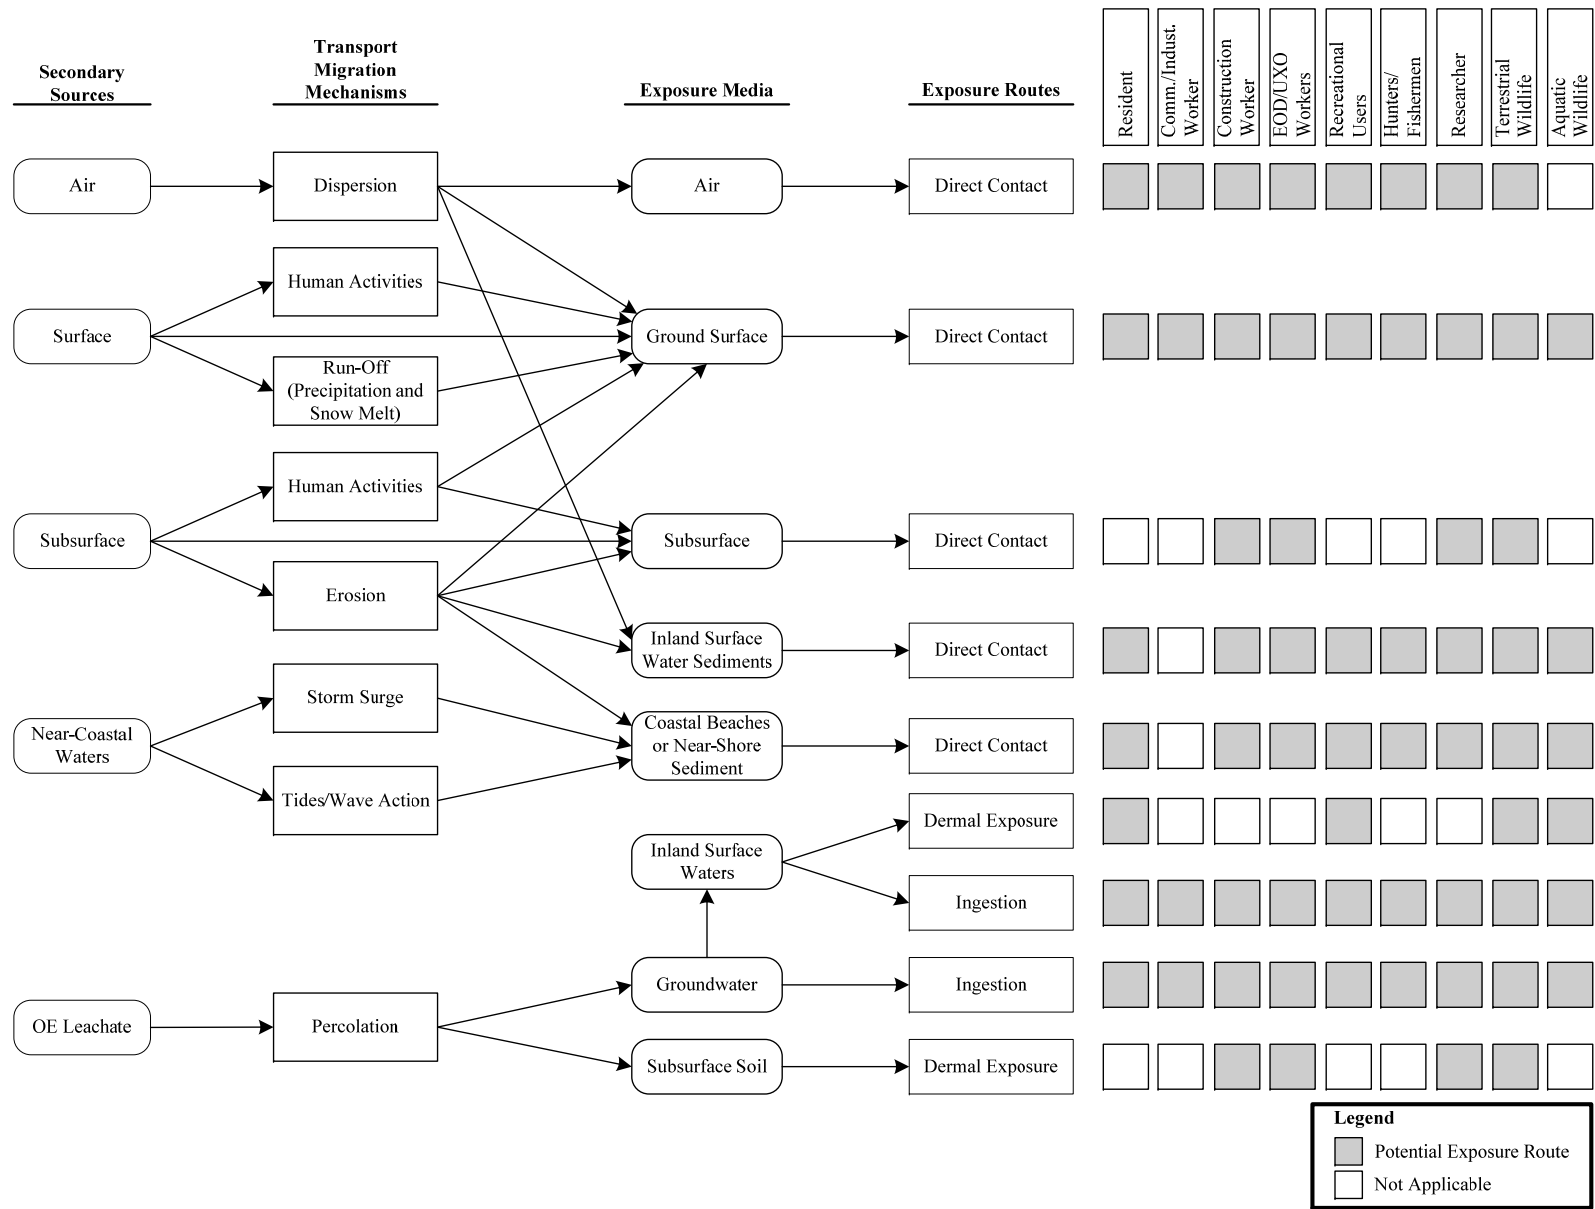 Secondary
Sources
Transport
Migration
Mechanisms
Exposure Media
Exposure Routes
Resident
Comm./Indust.
Worker
Construction
Worker
EOD/UXO
Workers
Recreational
Users
Hunters/
Fishermen
Researcher
Terrestrial
Wildlife
Aquatic
Wildlife
Air
Dispersion
Air
Direct Contact
Human Activities
Surface
Ground Surface
Direct Contact
Run-Off
(Precipitation and
Snow Melt)
Human Activities
Subsurface
Subsurface
Direct Contact
Erosion
Inland Surface
Water Sediments
Direct Contact
Storm Surge
Near-Coastal
Waters
Coastal Beaches
or Near-Shore
Sediment
Direct Contact
Tides/Wave Action
Dermal Exposure
Inland Surface
Waters
Ingestion
Groundwater
Ingestion
OE Leachate
Percolation
Subsurface Soil
Dermal Exposure
Legend
Potential Exposure Route
Not Applicable